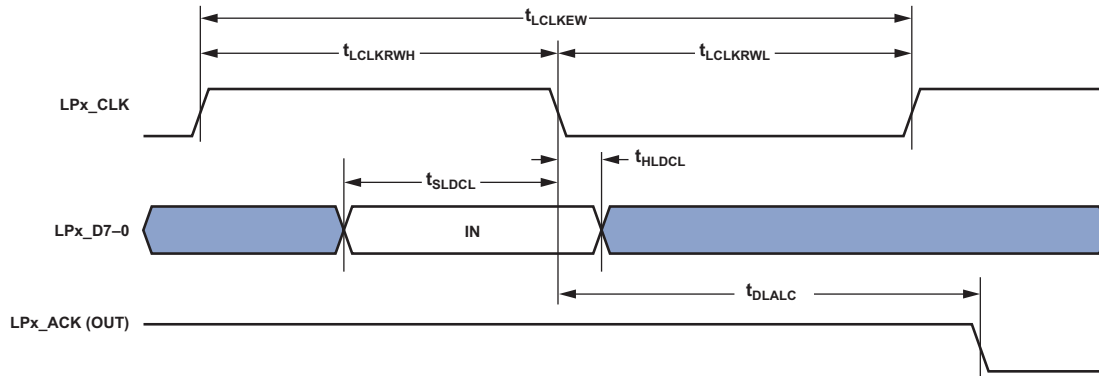 tLCLKEW
tLCLKRWH tLCLKRWL
LPx_CLK
tHLDCL
tSLDCL
LPx_D7–0 IN
tDLALC
LPx_ACK (OUT)